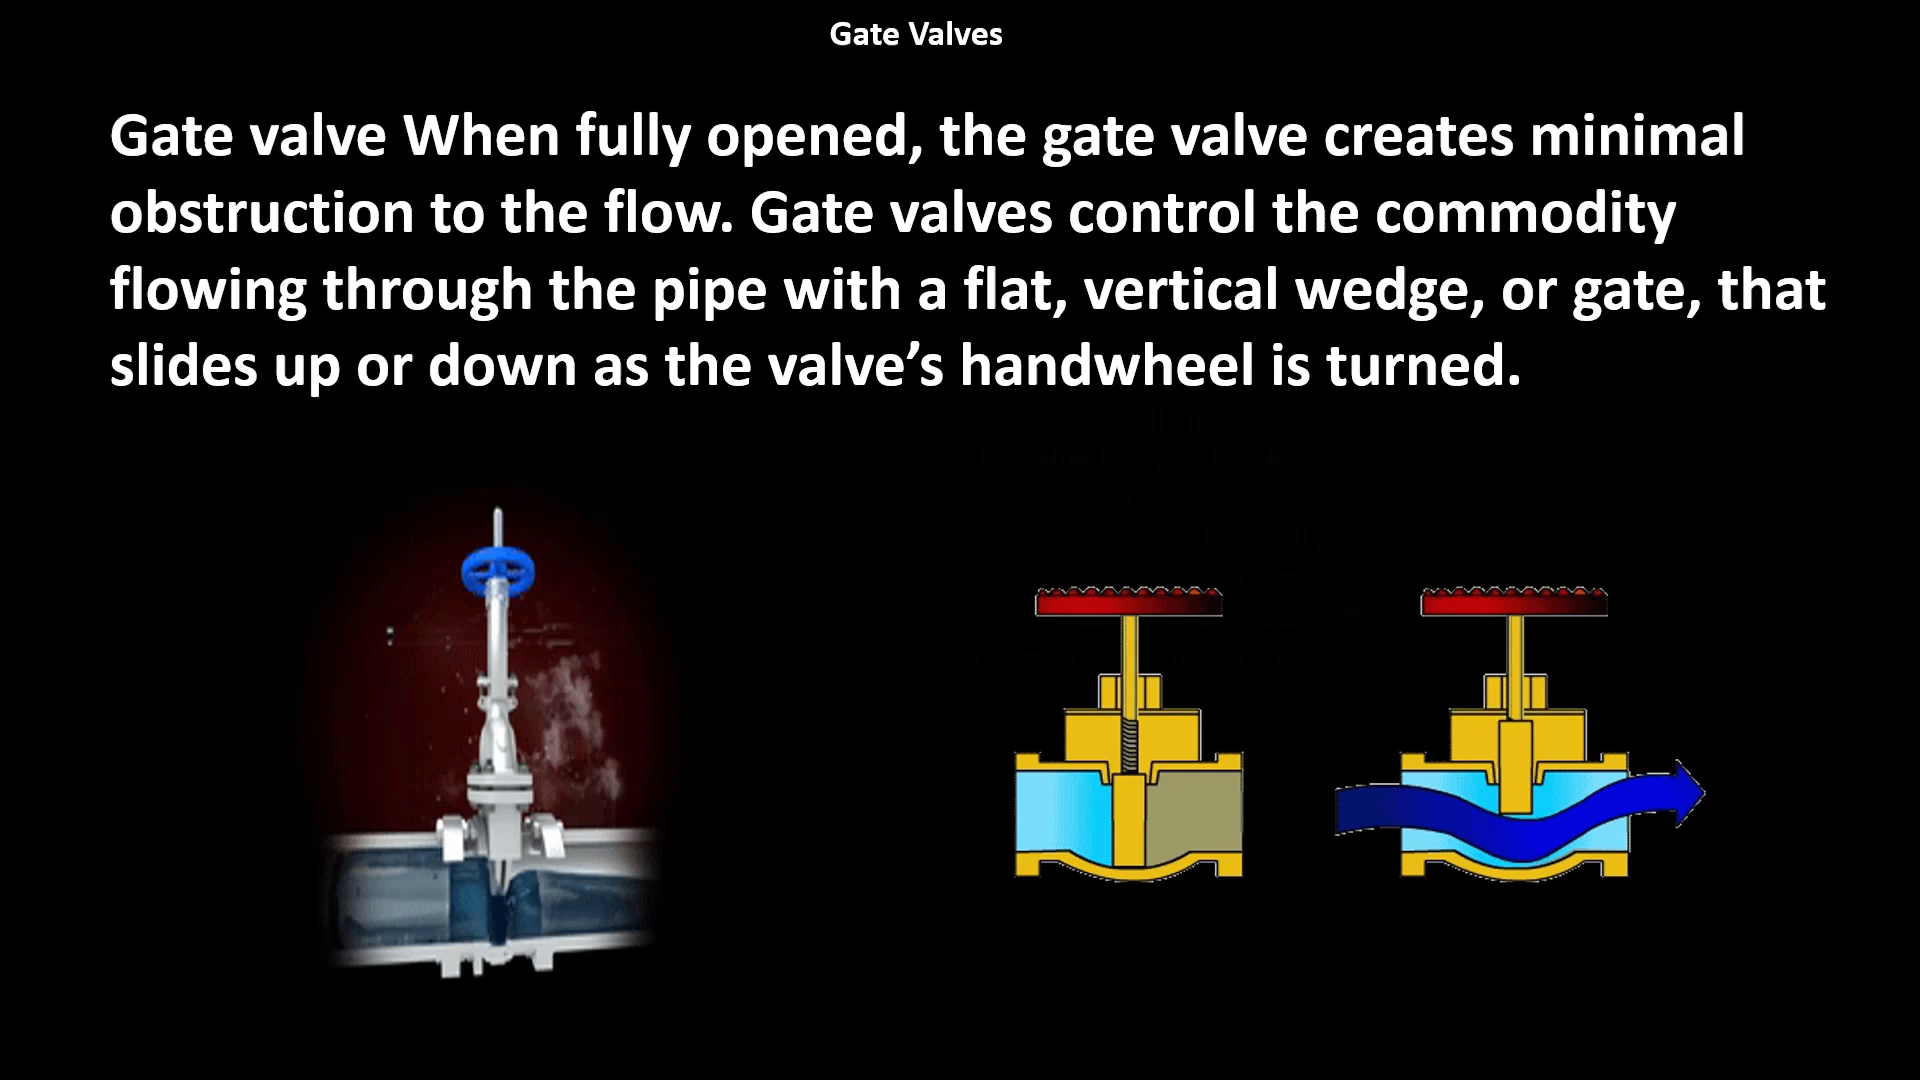 Gate Valves
Gate valve When fully opened, the gate valve creates minimal
obstruction to the flow. Gate valves control the commodity
flowing through the pipe with a flat, vertical wedge, or gate, that
slides up or down as the valve’s handwheel is turned.